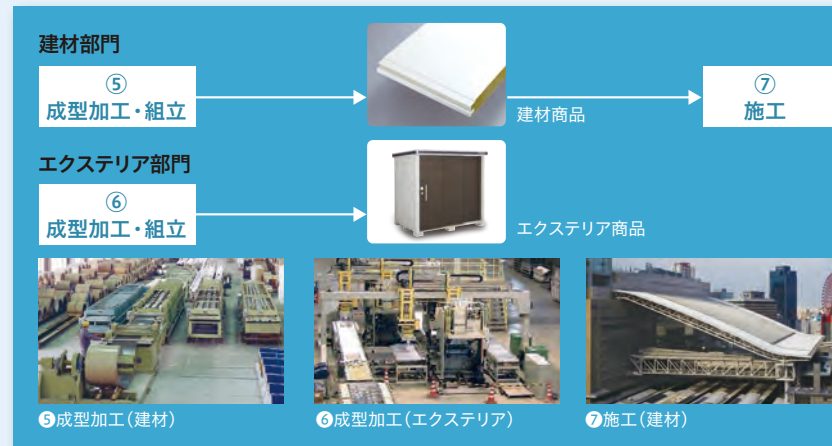 建材部門
⑤
成型加工・組立
建材商品
⑦
施工
エクステリア部門
⑥
成型加工・組立
エクステリア商品
❺成型加工(建材)
❻成型加工(エクステリア)
❼施工(建材)